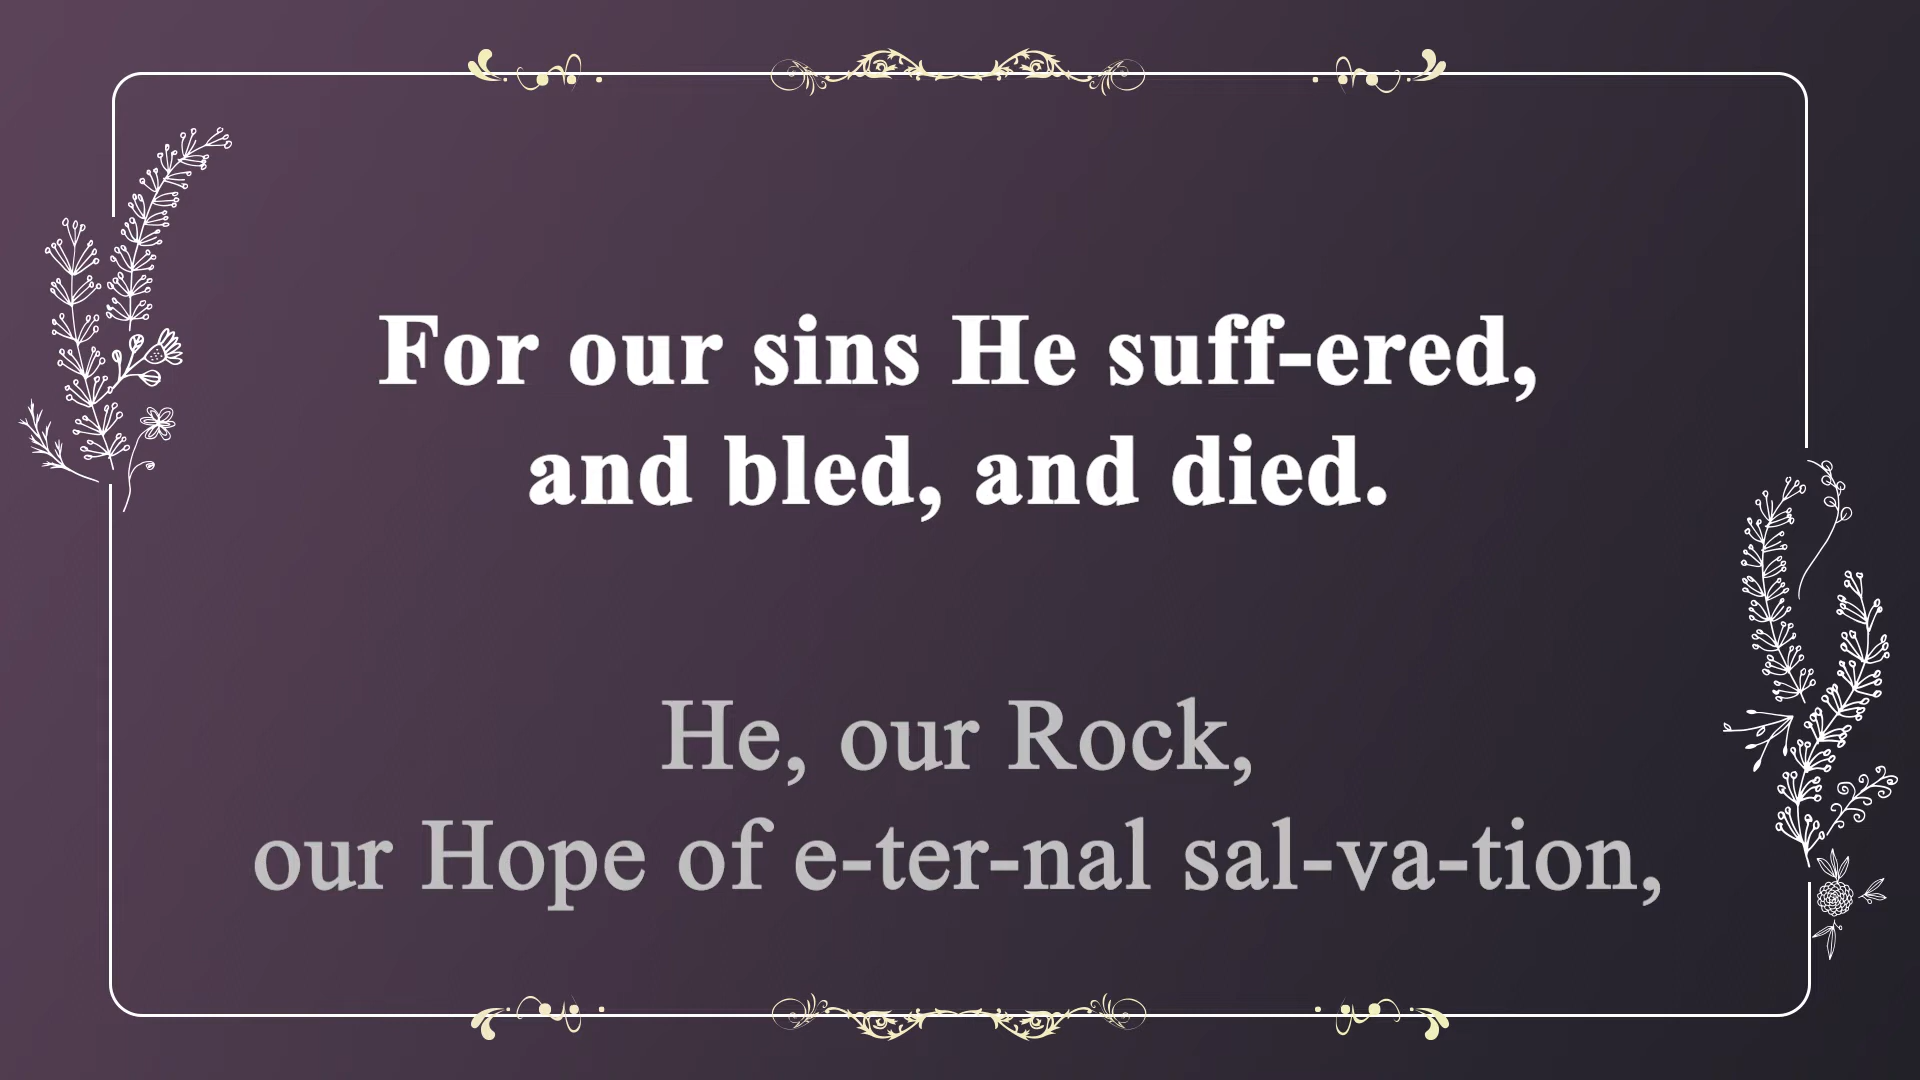 For our sins He suff-ered,
and bled, and died.
He, our Rock,
our Hope of e-ter-nal sal-va-tion,